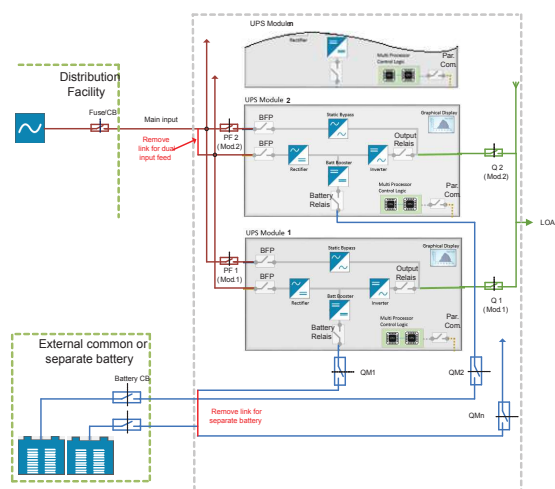 UPS Module n
Rectifier
Multi Processor
Control Logic
Par.
Com.
Distribution
Facility
Fuse/CB
Main input
Remove
link for dual
input feed
PF 2
(Mod.2)
UPS Module 2
BFP
Static Bypass
Graphical Display
BFP
Output
Relais
Rectifier
Batt Booster
Inverter
Battery
Relais
Multi Processor
Control Logic
Par.
Com.
Q 2
(Mod.2)
LOA
UPS Module 1
PF 1
(Mod.1)
BFP
Static Bypass
Graphical Display
BFP
Output
Relais
Rectifier
Batt Booster
Inverter
Battery
Relais
Multi Processor
Control Logic
Par.
Com.
Q 1
(Mod.1)
External common or
separate battery
Battery CB
QM1
QM2
QMn
Remove link for
separate battery